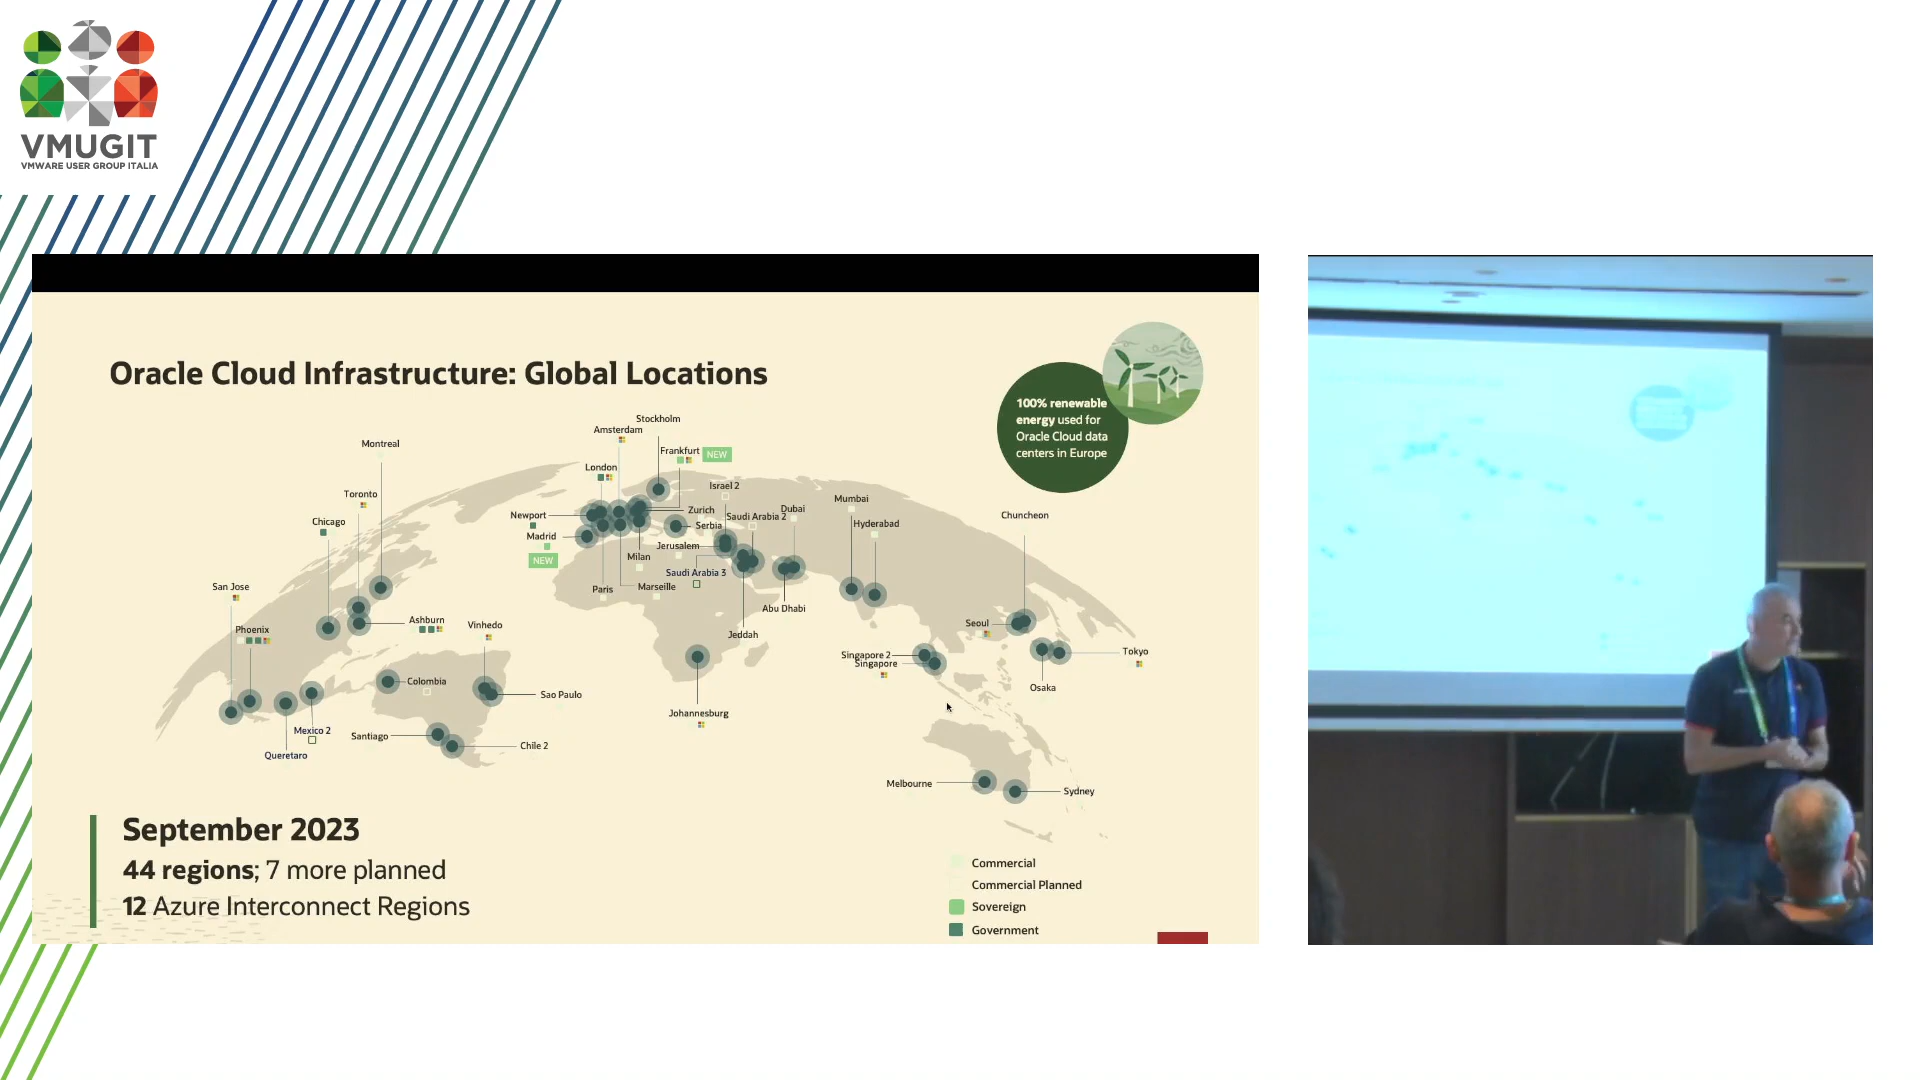 VMUGIT
VMWARE USER GROUP ITALIA
Oracle Cloud Infrastructure: Global Locations
100% renewable
energy used for
Oracle Cloud data
centers in Europe
Stockholm
Amsterdam
Montreal
Frankfurt
NEW
London
Israel 2
Toronto
Mumbai
Zurich
Dubai
Newport
Saudi Arabia 2
Chuncheon
Chicago
Serbia
Hyderabad
Madrid
Jerusalem
NEW
Milan
Saudi Arabia 3
San Jose
Paris
Marseille
Abu Dhabi
Ashburn
Vinhedo
Seoul
Phoenix
Jeddah
Tokyo
Singapore 2
Singapore
Colombia
Osaka
Sao Paulo
Johannesburg
Mexico 2
Santiago
Chile 2
Queretaro
Melbourne
Sydney
September 2023
44 regions; 7 more planned
12 Azure Interconnect Regions
Commercial
Commercial Planned
Sovereign
Government